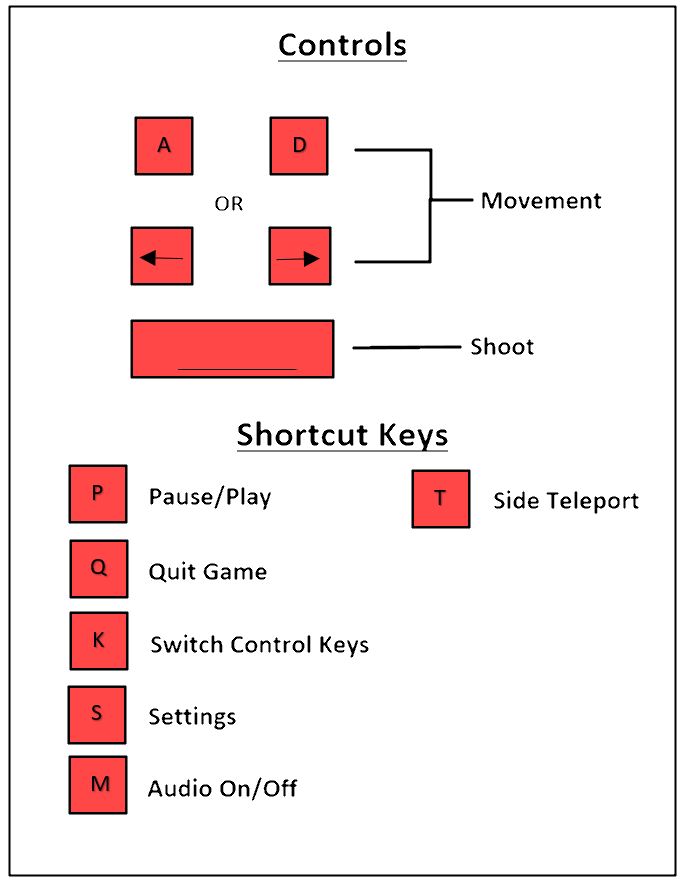 Controls
A D
OR
Movement
Shoot
Shortcut Keys
P Pause/Play
T Side Teleport
Q Quit Game
K Switch Control Keys
S Settings
M Audio On/Off